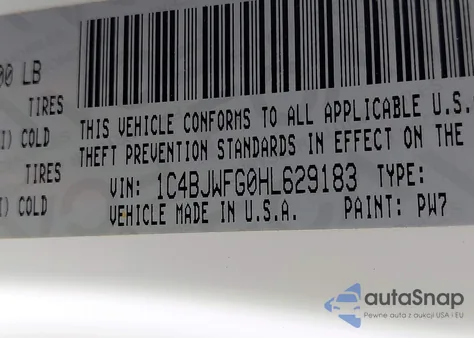 00 LB
TIRES
I) COLD
TIRES
I) COLD
THIS VEHICLE CONFORMS TO ALL APPLICABLE U.S.
THEFT PREVENTION STANDARDS IN EFFECT ON THE
VIN: 1C4BJWFG0HL629183 TYPE:
VEHICLE MADE IN U.S.A. PAINT: PW7
autaSnap
Pewne auta z aukcji USA i EU